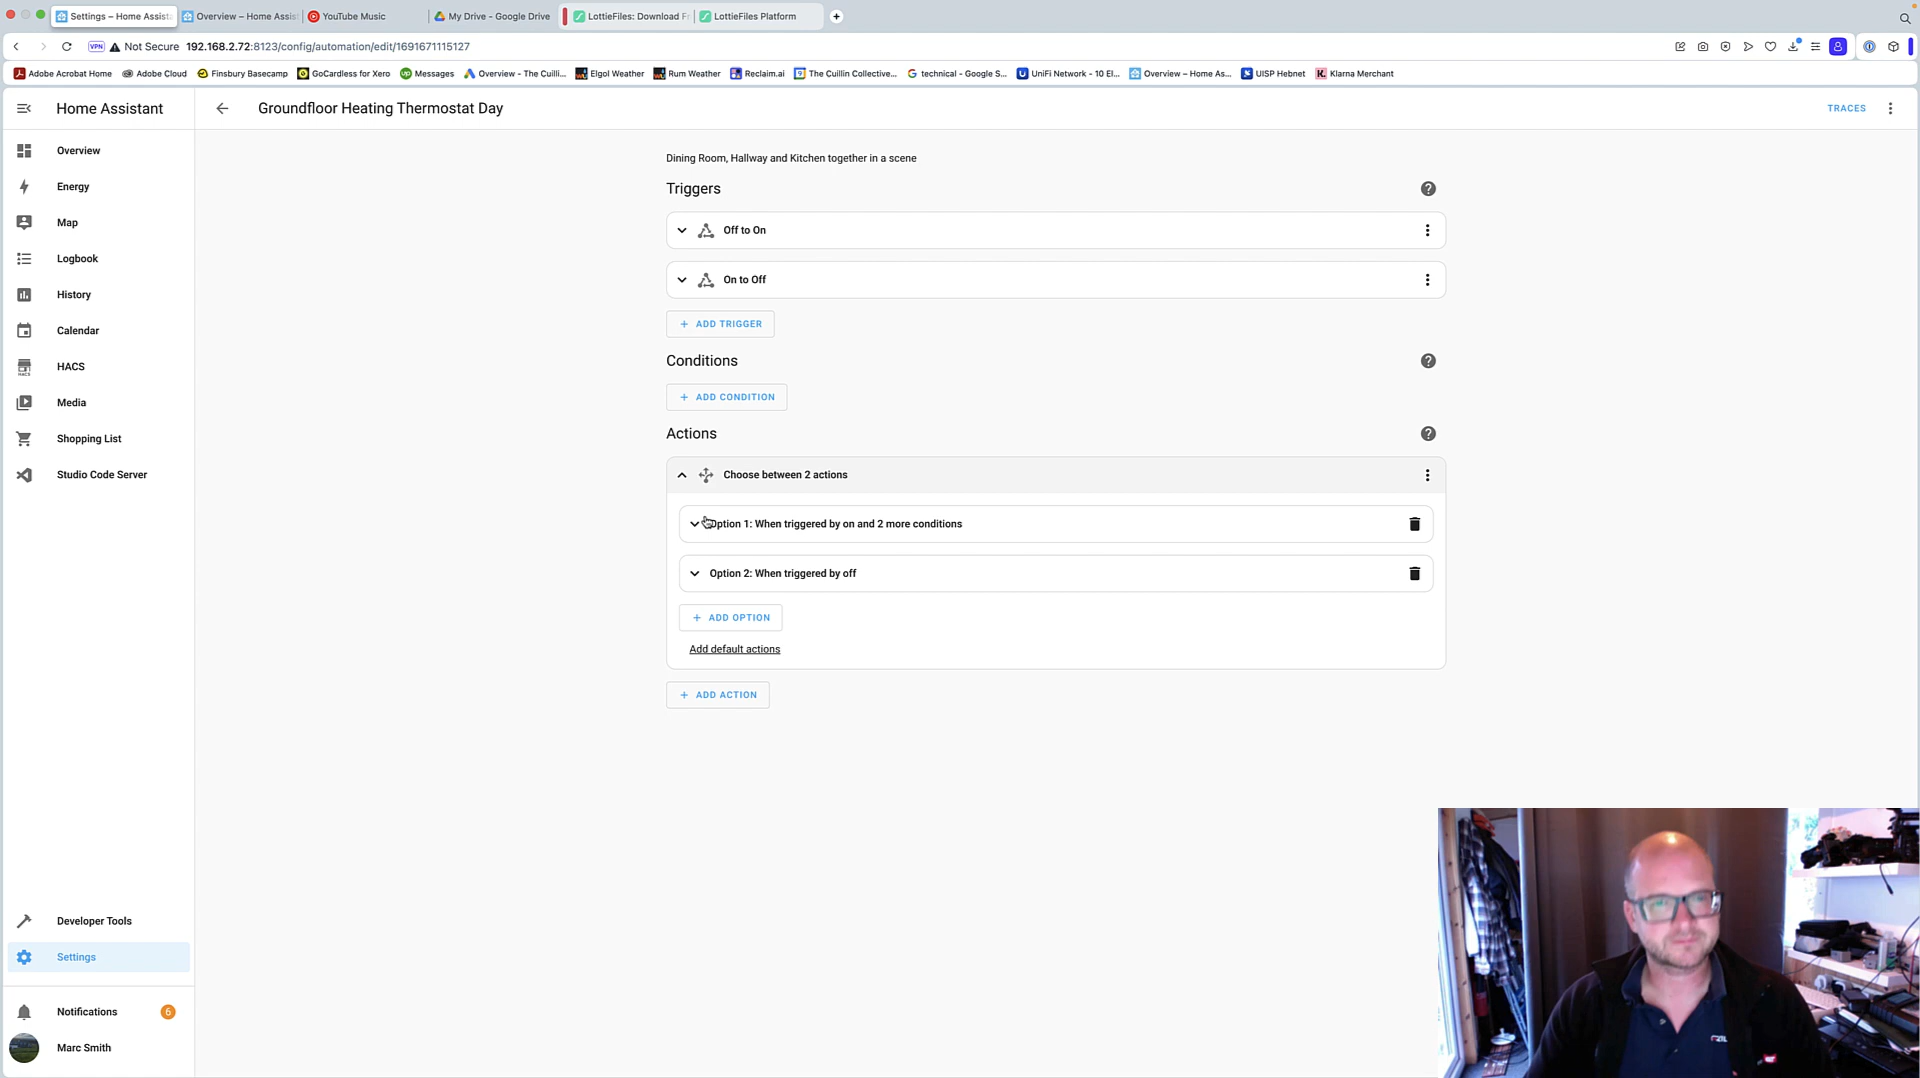 Settings – Home Assist
Overview – Home Assist
YouTube Music
My Drive - Google Drive
LottieFiles: Download F
LottieFiles Platform
VPN
Not Secure 192.168.2.72:8123/config/automation/edit/1691671115127
Adobe Acrobat Home
Adobe Cloud
Finsbury Basecamp
GoCardless for Xero
Messages
Overview - The Cuilli...
Elgol Weather
Rum Weather
Reclaim.ai
The Cuillin Collective...
technical - Google S...
UniFi Network - 10 El...
Overview – Home As...
UISP Hebnet
Klarna Merchant
Home Assistant
Groundfloor Heating Thermostat Day
TRACES
Overview
Energy
Map
Logbook
History
Calendar
HACS
Media
Shopping List
Studio Code Server
Developer Tools
Settings
Notifications 6
Marc Smith
Dining Room, Hallway and Kitchen together in a scene
Triggers
Off to On
On to Off
+ ADD TRIGGER
Conditions
+ ADD CONDITION
Actions
Choose between 2 actions
Option 1: When triggered by on and 2 more conditions
Option 2: When triggered by off
+ ADD OPTION
Add default actions
+ ADD ACTION